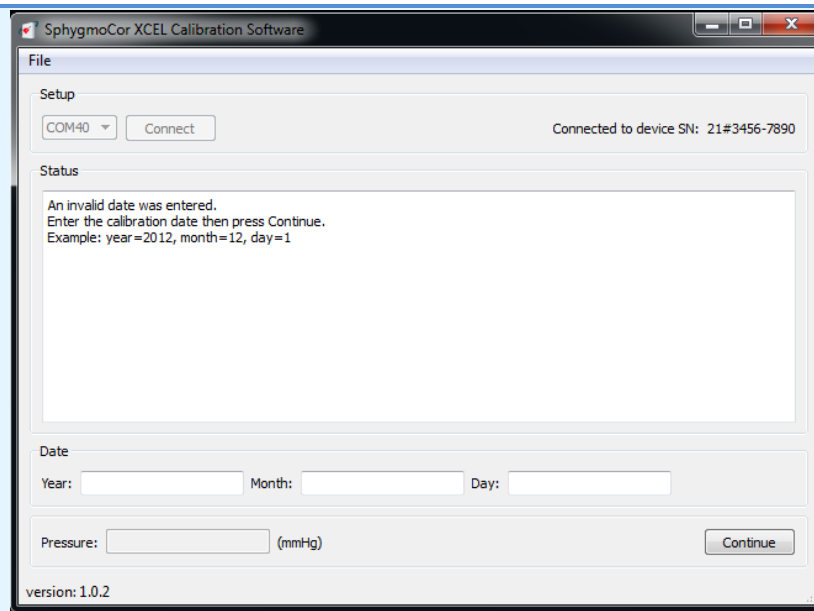 SphygmoCor XCEL Calibration Software
File
Setup
COM40 Connect Connected to device SN: 21#3456-7890
Status
An invalid date was entered.
Enter the calibration date then press Continue.
Example: year=2012, month=12, day=1
Date
Year: Month: Day:
Pressure: (mmHg) Continue
version: 1.0.2